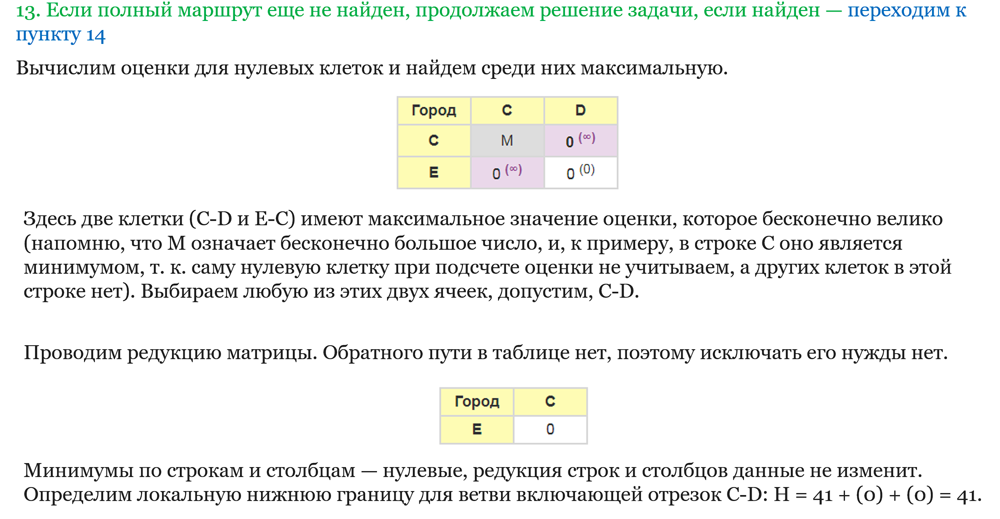 13. Если полный маршрут еще не найден, продолжаем решение задачи, если найден — переходим к
пункту 14
Вычислим оценки для нулевых клеток и найдем среди них максимальную.
Город C D
C M 0 (∞)
E 0 (∞) 0 (0)
Здесь две клетки (C-D и E-C) имеют максимальное значение оценки, которое бесконечно велико
(напомню, что M означает бесконечно большое число, и, к примеру, в строке C оно является
минимумом, т. к. саму нулевую клетку при подсчете оценки не учитываем, а других клеток в этой
строке нет). Выбираем любую из этих двух ячеек, допустим, C-D.
Проводим редукцию матрицы. Обратного пути в таблице нет, поэтому исключать его нужды нет.
Город C
E 0
Минимумы по строкам и столбцам — нулевые, редукция строк и столбцов данные не изменит.
Определим локальную нижнюю границу для ветви включающей отрезок C-D: H = 41 + (0) + (0) = 41.